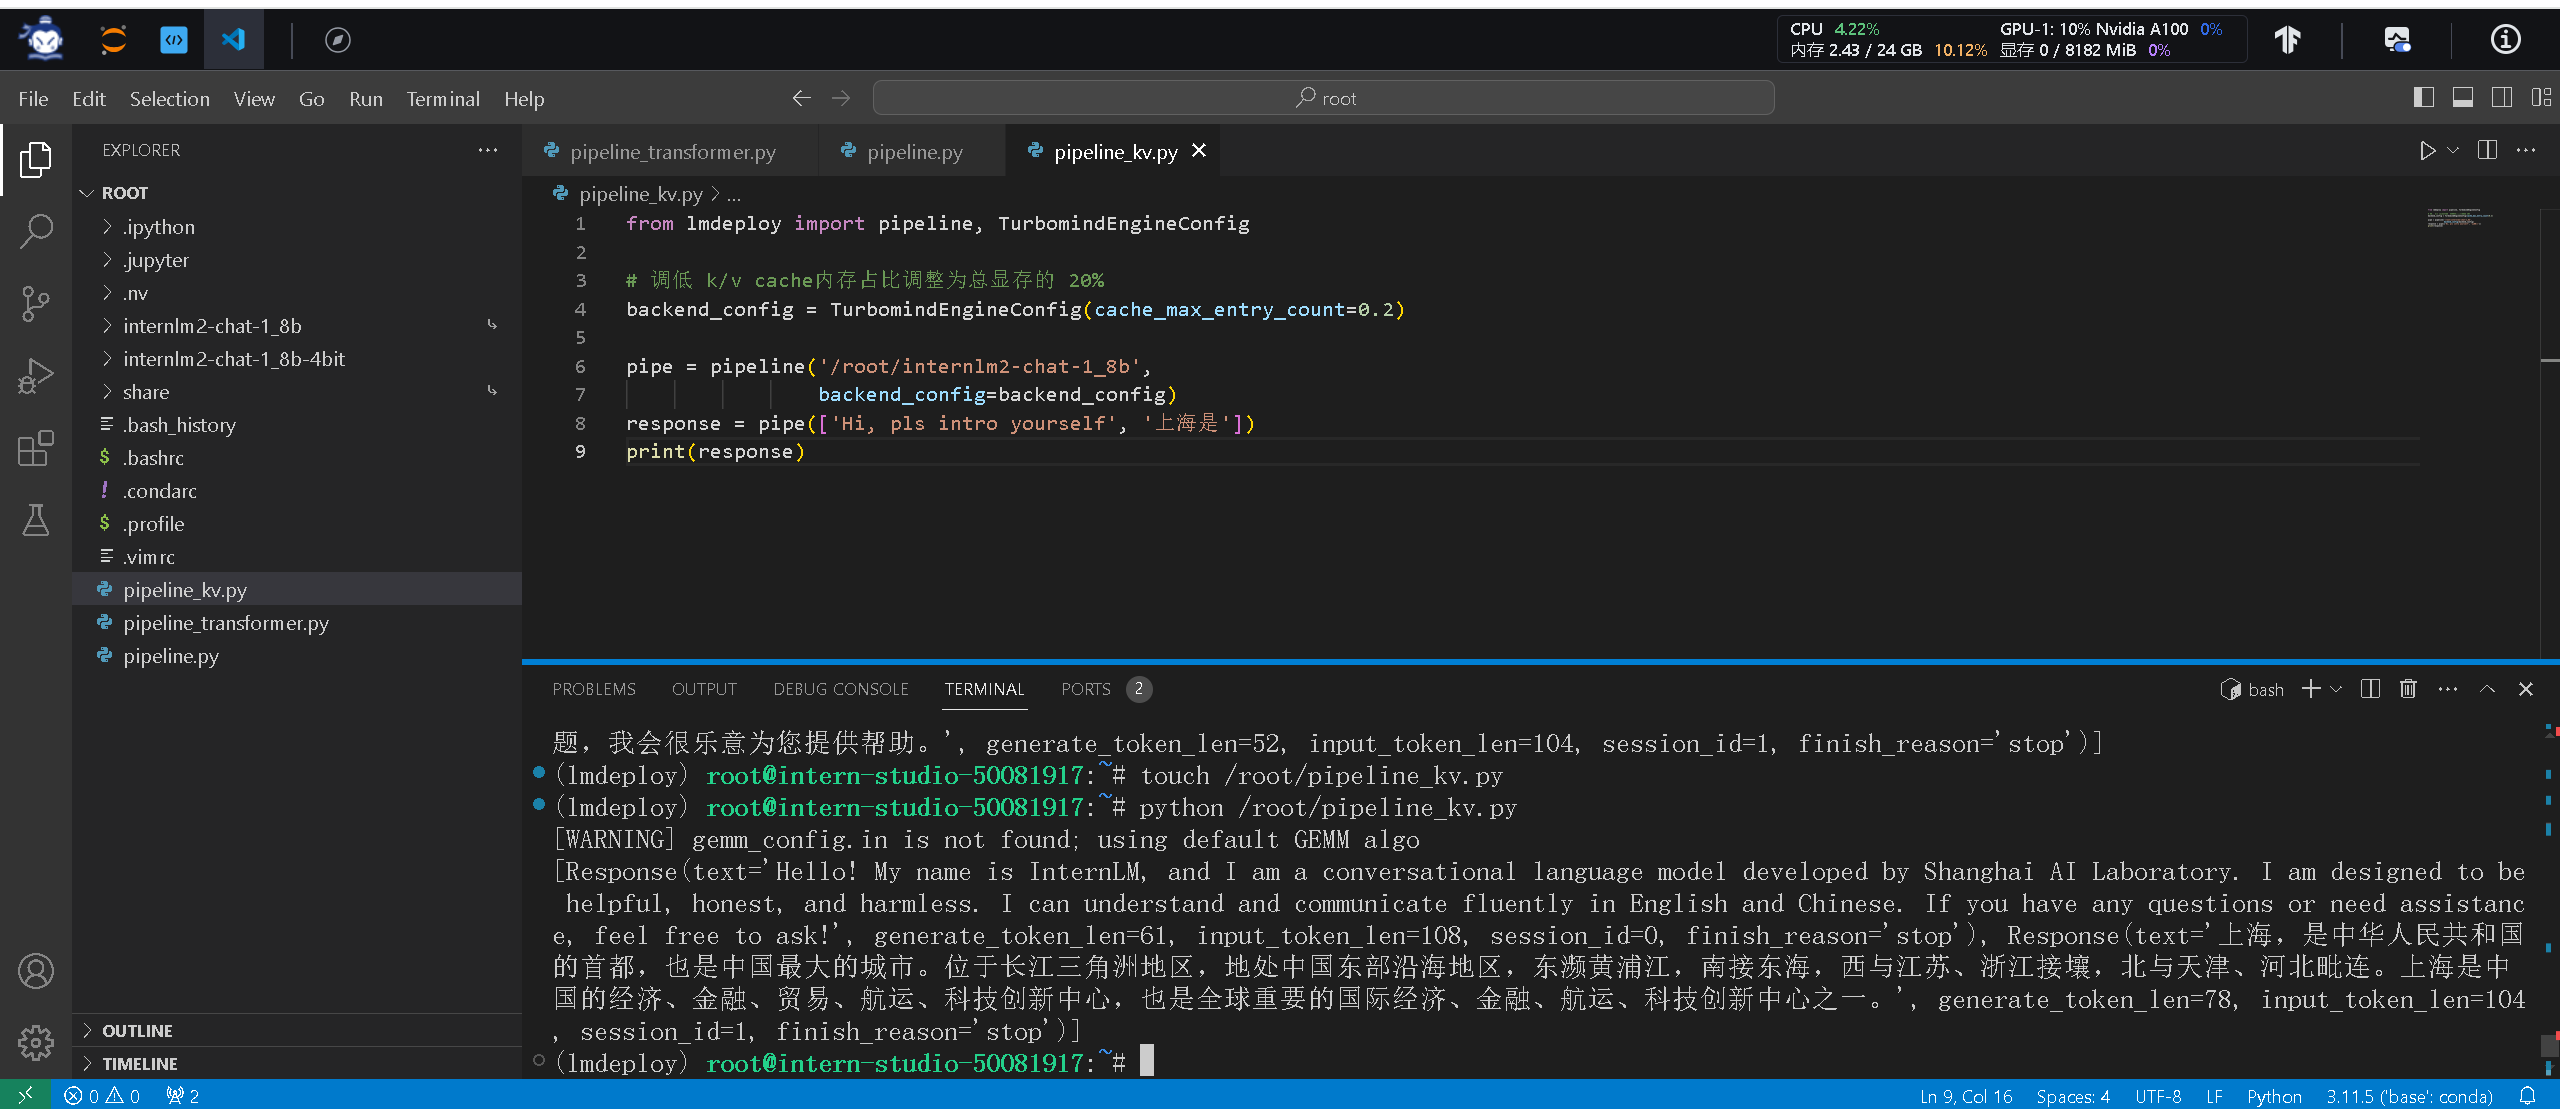 CPU 4.22% GPU-1: 10% Nvidia A100 0%
内存 2.43 / 24 GB 10.12% 显存 0 / 8182 MiB 0%
File Edit Selection View Go Run Terminal Help
root
EXPLORER
ROOT
.ipython
.jupyter
.nv
internlm2-chat-1_8b
internlm2-chat-1_8b-4bit
share
.bash_history
.bashrc
.condarc
.profile
.vimrc
pipeline_kv.py
pipeline_transformer.py
pipeline.py
OUTLINE
TIMELINE
pipeline_transformer.py pipeline.py pipeline_kv.py
pipeline_kv.py > ...
1 from lmdeploy import pipeline, TurbomindEngineConfig
2
3 # 调低 k/v cache内存占比调整为总显存的 20%
4 backend_config = TurbomindEngineConfig(cache_max_entry_count=0.2)
5
6 pipe = pipeline('/root/internlm2-chat-1_8b',
7 backend_config=backend_config)
8 response = pipe(['Hi, pls intro yourself', '上海是'])
9 print(response)
PROBLEMS OUTPUT DEBUG CONSOLE TERMINAL PORTS 2
bash
题，我会很乐意为您提供帮助。', generate_token_len=52, input_token_len=104, session_id=1, finish_reason='stop')]
(lmdeploy) root@intern-studio-50081917:~# touch /root/pipeline_kv.py
(lmdeploy) root@intern-studio-50081917:~# python /root/pipeline_kv.py
[WARNING] gemm_config.in is not found; using default GEMM algo
[Response(text='Hello! My name is InternLM, and I am a conversational language model developed by Shanghai AI Laboratory. I am designed to be
helpful, honest, and harmless. I can understand and communicate fluently in English and Chinese. If you have any questions or need assistanc
e, feel free to ask!', generate_token_len=61, input_token_len=108, session_id=0, finish_reason='stop'), Response(text='上海，是中华人民共和国
的首都，也是中国最大的城市。位于长江三角洲地区，地处中国东部沿海地区，东濒黄浦江，南接东海，西与江苏、浙江接壤，北与天津、河北毗连。上海是中
国的经济、金融、贸易、航运、科技创新中心，也是全球重要的国际经济、金融、航运、科技创新中心之一。', generate_token_len=78, input_token_len=104
, session_id=1, finish_reason='stop')]
(lmdeploy) root@intern-studio-50081917:~#
0 0 2
Ln 9, Col 16 Spaces: 4 UTF-8 LF Python 3.11.5 ('base': conda)